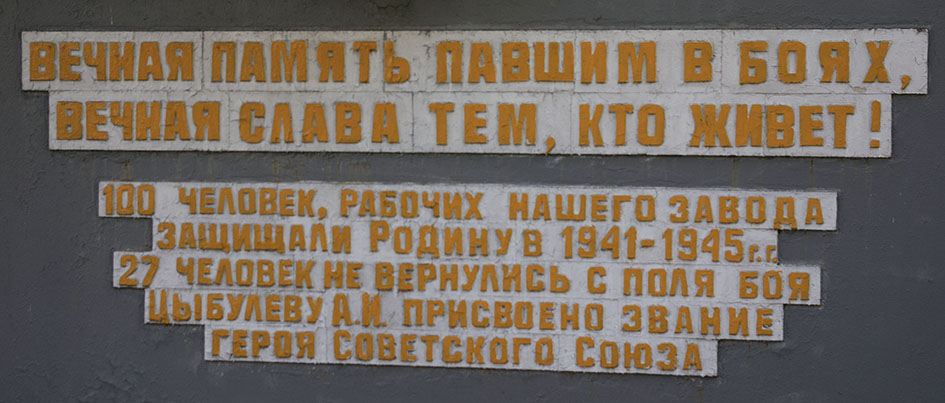 ВЕЧНАЯ ПАМЯТЬ ПАВШИМ В БОЯХ,
ВЕЧНАЯ СЛАВА ТЕМ, КТО ЖИВЕТ!
100 ЧЕЛОВЕК, РАБОЧИХ НАШЕГО ЗАВОДА
ЗАЩИЩАЛИ РОДИНУ В 1941-1945г.г.
27 ЧЕЛОВЕК НЕ ВЕРНУЛИСЬ С ПОЛЯ БОЯ
ЦЫБУЛЕВУ А.И. ПРИСВОЕНО ЗВАНИЕ
ГЕРОЯ СОВЕТСКОГО СОЮЗА